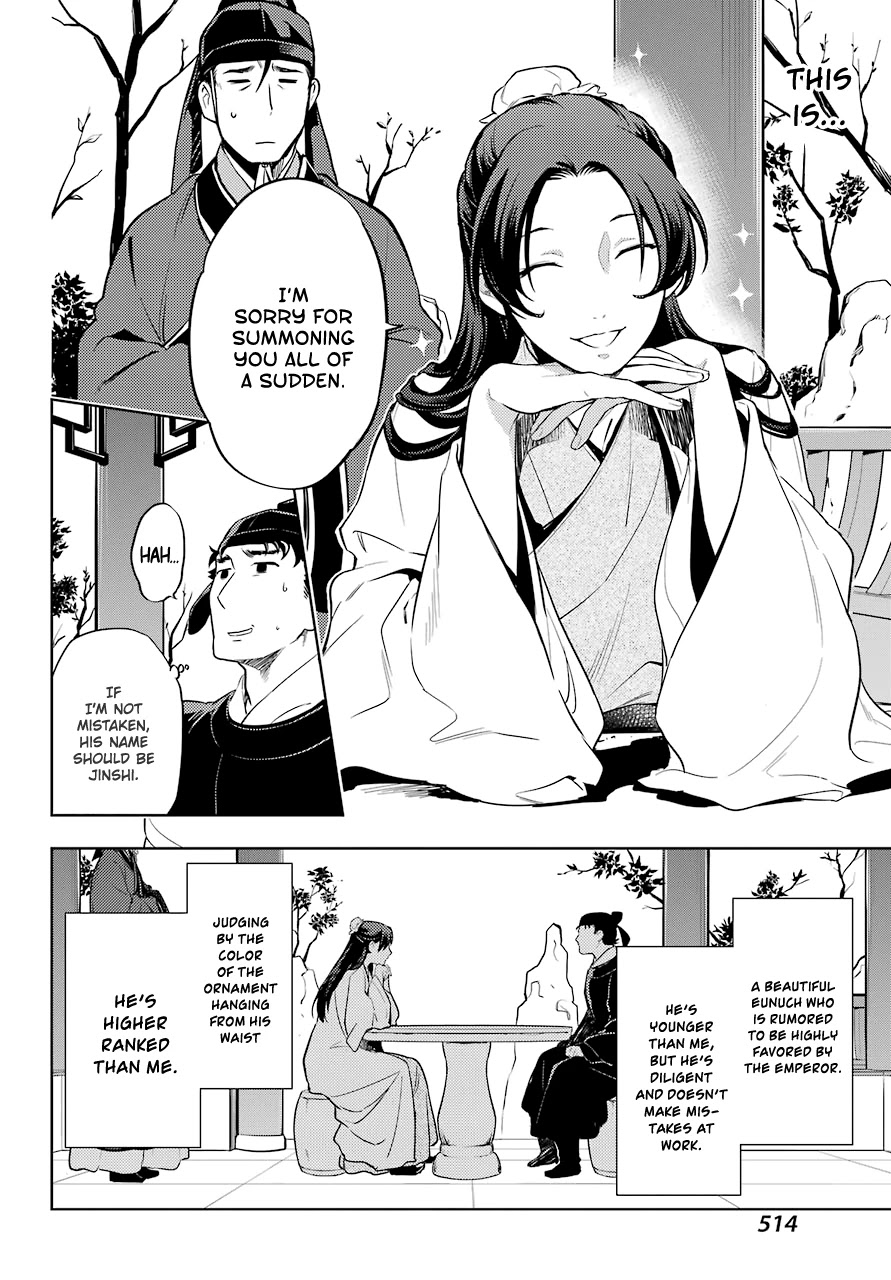 THIS
IS...
I'M
SORRY FOR
SUMMONING
YOU ALL OF
A SUDDEN.
HAH...
IF
I'M NOT
MISTAKEN,
HIS NAME
SHOULD BE
JINSHI.
A BEAUTIFUL
EUNUCH WHO
IS RUMORED
TO BE HIGHLY
FAVORED BY
THE EMPEROR.
HE'S
YOUNGER
THAN ME,
BUT HE'S
DILIGENT
AND DOESN'T
MAKE MIS-
TAKES AT
WORK.
JUDGING
BY THE
COLOR
OF THE
ORNAMENT
HANGING
FROM HIS
WAIST
HE'S
HIGHER
RANKED
THAN ME.
514